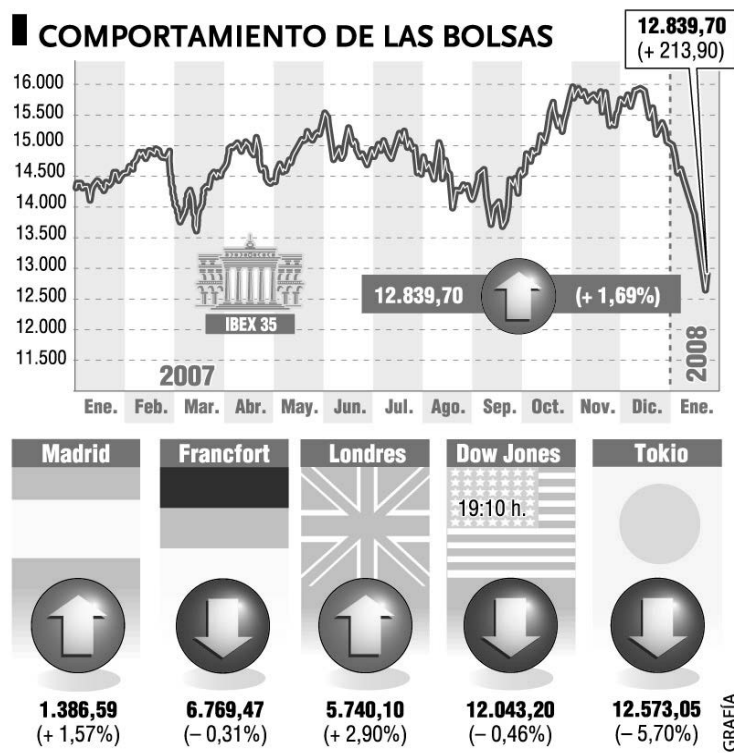 COMPORTAMIENTO DE LAS BOLSAS
12.839,70
(+ 213,90)
16.000
15.500
15.000
14.500
14.000
13.500
13.000
12.500
12.000
11.500
IBEX 35
12.839,70
(+ 1,69%)
2007
2008
Ene. Feb. Mar. Abr. May. Jun. Jul. Ago. Sep. Oct. Nov. Dic. Ene.
Madrid Francfort Londres Dow Jones Tokio
19:10 h.
1.386,59 6.769,47 5.740,10 12.043,20 12.573,05
(+ 1,57%) (– 0,31%) (+ 2,90%) (– 0,46%) (– 5,70%)
GRAFÍA